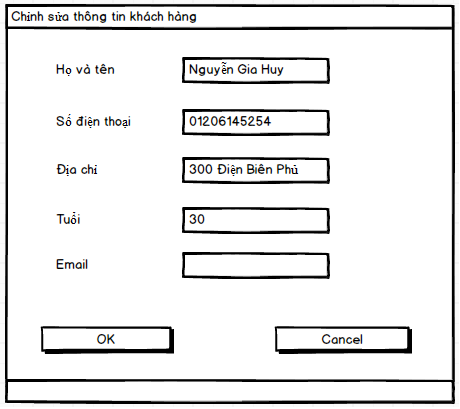 Chỉnh sửa thông tin khách hàng
Họ và tên Nguyễn Gia Huy
Số điện thoại 01206145254
Địa chỉ 300 Điện Biên Phủ
Tuổi 30
Email
OK Cancel